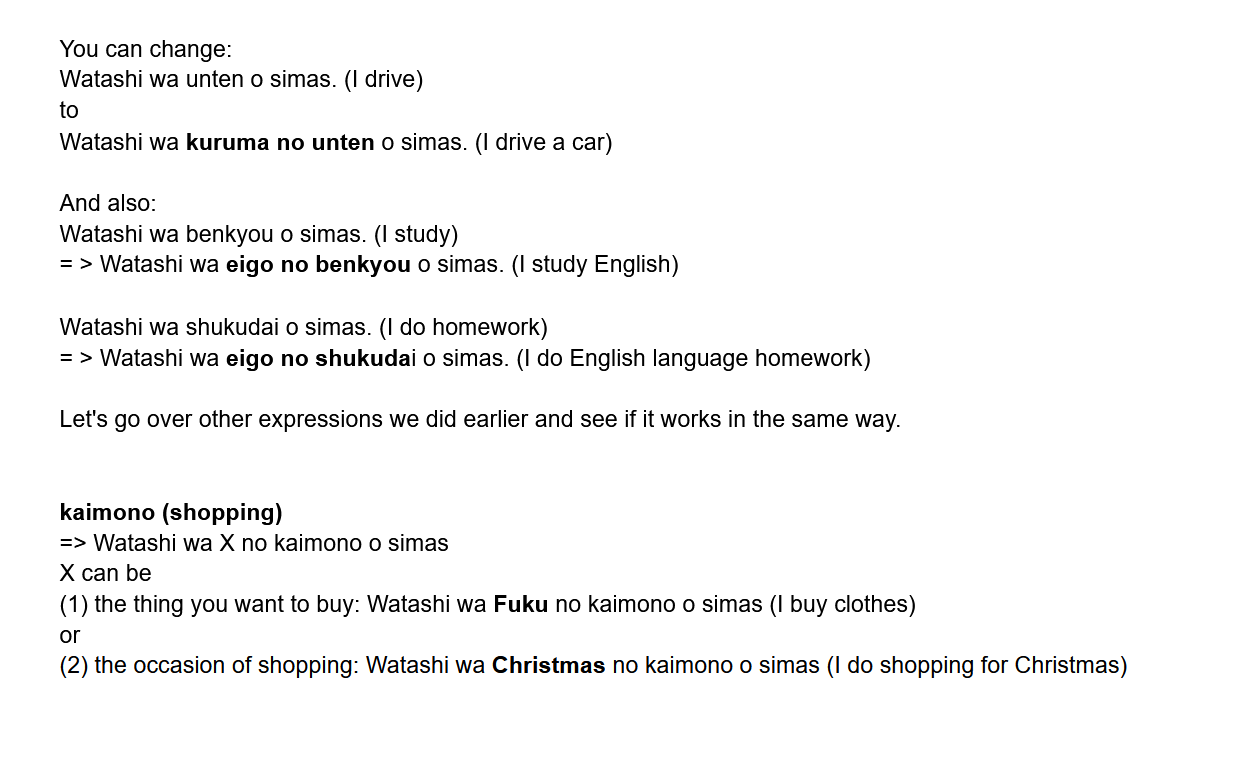 You can change:
Watashi wa unten o simas. (I drive)
to
Watashi wa kuruma no unten o simas. (I drive a car)
And also:
Watashi wa benkyou o simas. (I study)
= > Watashi wa eigo no benkyou o simas. (I study English)
Watashi wa shukudai o simas. (I do homework)
= > Watashi wa eigo no shukudai o simas. (I do English language homework)
Let's go over other expressions we did earlier and see if it works in the same way.
kaimono (shopping)
=> Watashi wa X no kaimono o simas
X can be
(1) the thing you want to buy: Watashi wa Fuku no kaimono o simas (I buy clothes)
or
(2) the occasion of shopping: Watashi wa Christmas no kaimono o simas (I do shopping for Christmas)